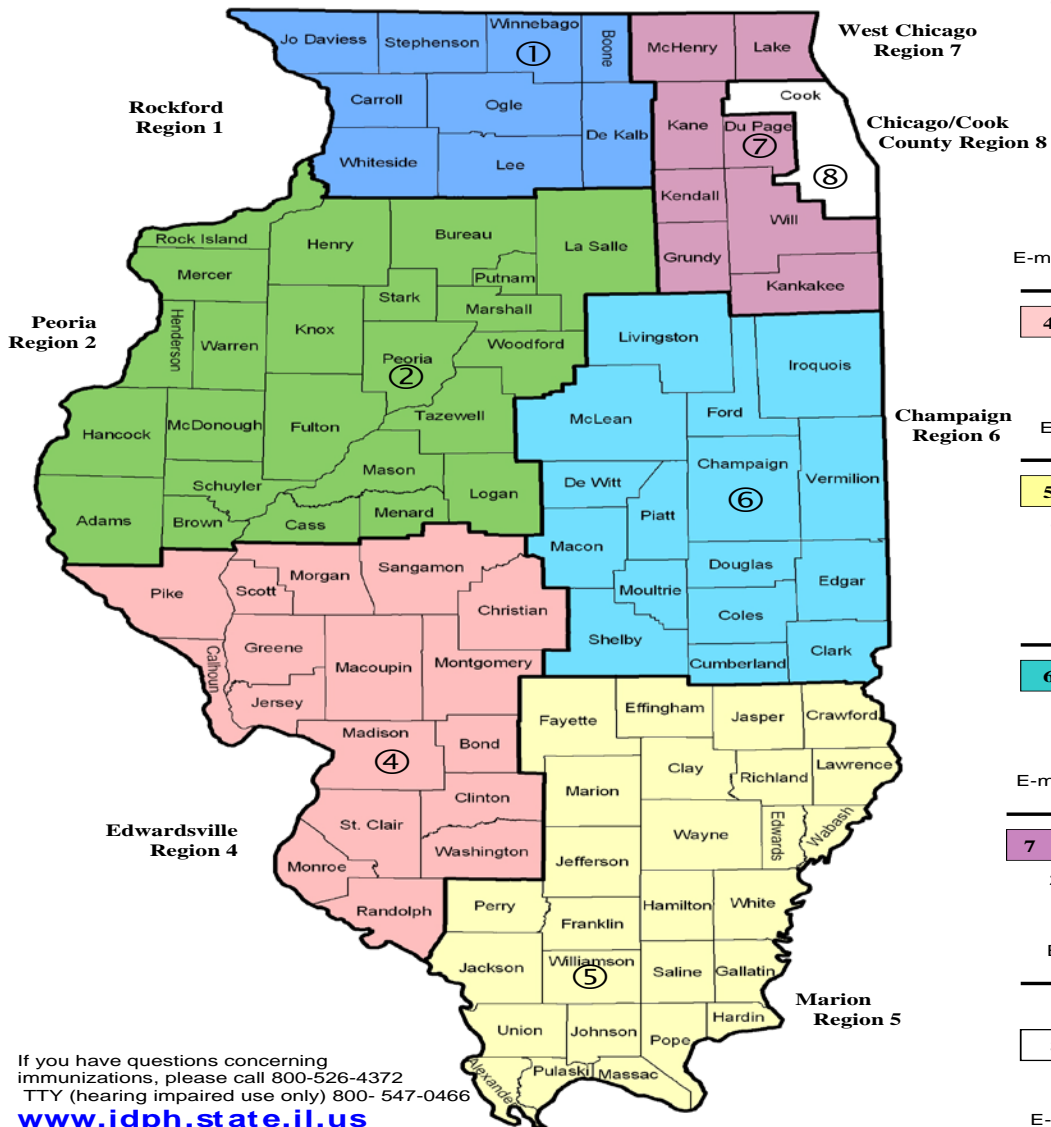 Jo Daviess
Stephenson
Winnebago
Boone
McHenry
Lake
West Chicago
Region 7
①
Rockford
Region 1
Carroll
Ogle
De Kalb
Kane
Cook
Du Page
⑦
Chicago/Cook
County Region 8
Whiteside
Lee
Kendall
⑧
Will
Rock Island
Henry
Bureau
La Salle
Grundy
Kankakee
E-m
Mercer
Putnam
Stark
Marshall
4
Peoria
Region 2
Henderson
Warren
Knox
Peoria
②
Woodford
Livingston
Iroquois
Hancock
McDonough
Fulton
Tazewell
McLean
Ford
Champaign
Region 6
E
Mason
Champaign
⑥
Vermilion
Schuyler
Logan
De Witt
5
Adams
Brown
Cass
Menard
Piatt
Macon
Pike
Scott
Morgan
Sangamon
Christian
Douglas
Edgar
Moultrie
Coles
Calhoun
Greene
Macoupin
Montgomery
Shelby
Cumberland
Clark
6
Jersey
Madison
④
Bond
Fayette
Effingham
Jasper
Crawford
Clay
Richland
Lawrence
E-m
Marion
Clinton
St. Clair
Wayne
Edwards
Wabash
Edwardsville
Region 4
Washington
7
Monroe
Jefferson
Randolph
Perry
Franklin
Hamilton
White
E
Jackson
Williamson
⑤
Saline
Gallatin
Marion
Region 5
Hardin
Union
Johnson
Pope
Alexander
Pulaski
Massac
If you have questions concerning
immunizations, please call 800-526-4372
TTY (hearing impaired use only) 800- 547-0466
www.idph.state.il.us
E-